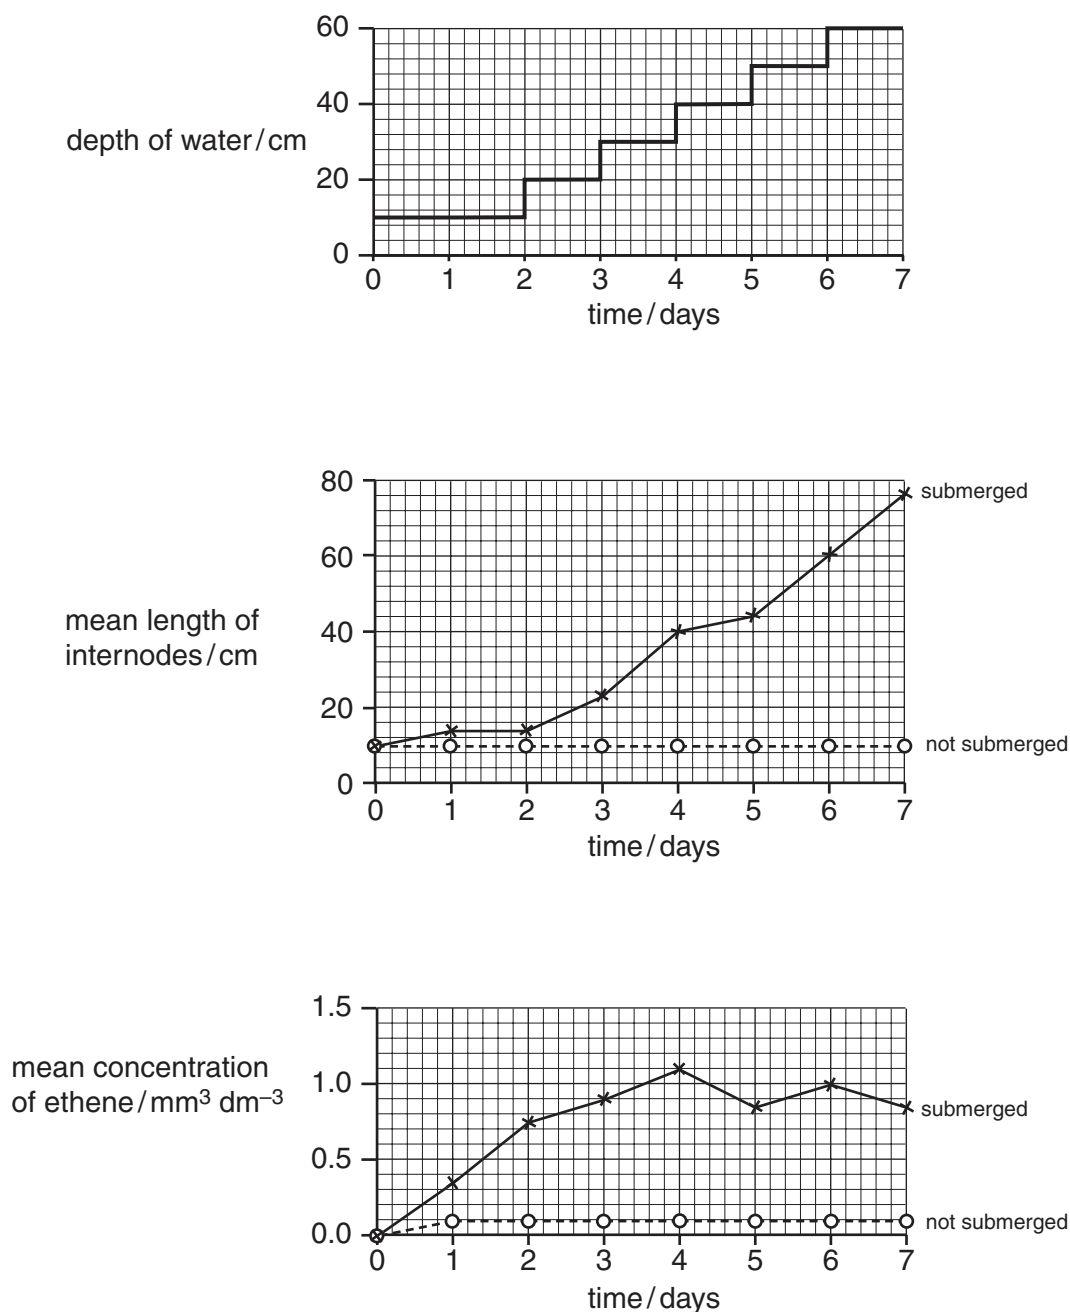 60
40
depth of water/cm
20
0
0 1 2 3 4 5 6 7
time/days
80
submerged
60
mean length of
internodes/cm
40
20
not submerged
0
0 1 2 3 4 5 6 7
time/days
1.5
mean concentration
of ethene/mm³ dm⁻³
1.0
submerged
0.5
not submerged
0.0
0 1 2 3 4 5 6 7
time/days